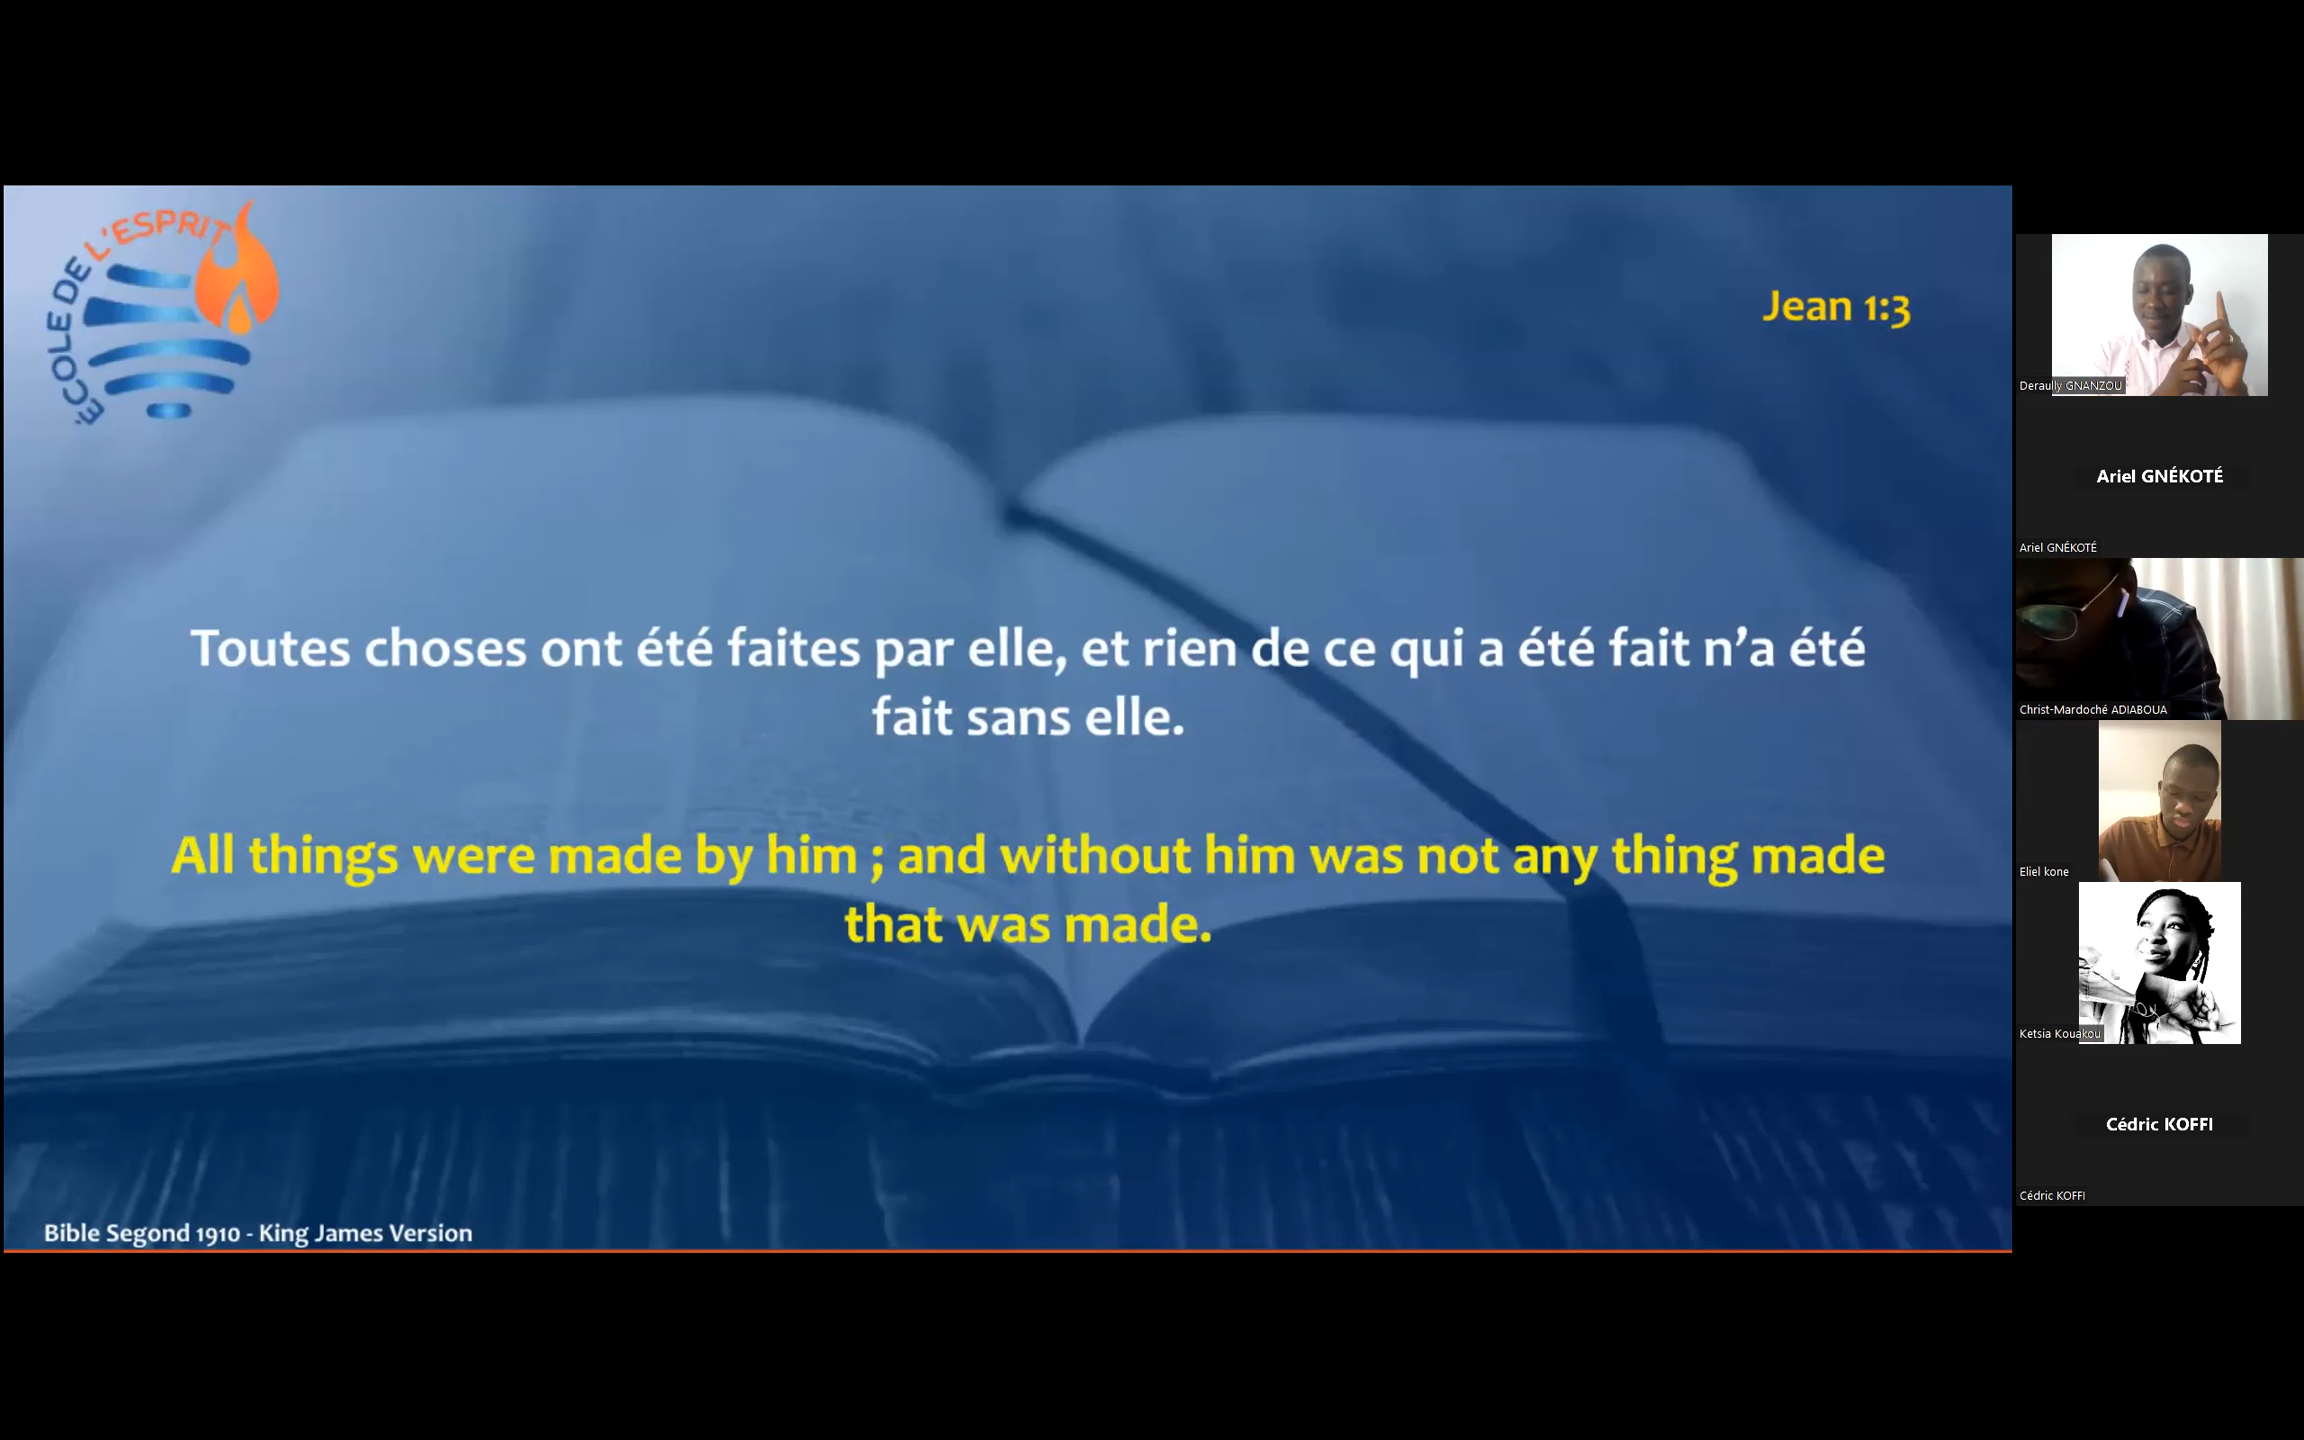 ÉCOLE DE L'ESPRIT
Jean 1:3
Toutes choses ont été faites par elle, et rien de ce qui a été fait n'a été
fait sans elle.
All things were made by him ; and without him was not any thing made
that was made.
Bible Segond 1910 - King James Version
Deraully GNANZOU
Ariel GNÉKOTÉ
Ariel GNÉKOTÉ
Christ-Mardoché ADIABOUA
Eliel kone
Ketsia Kouakou
Cédric KOFFI
Cédric KOFFI